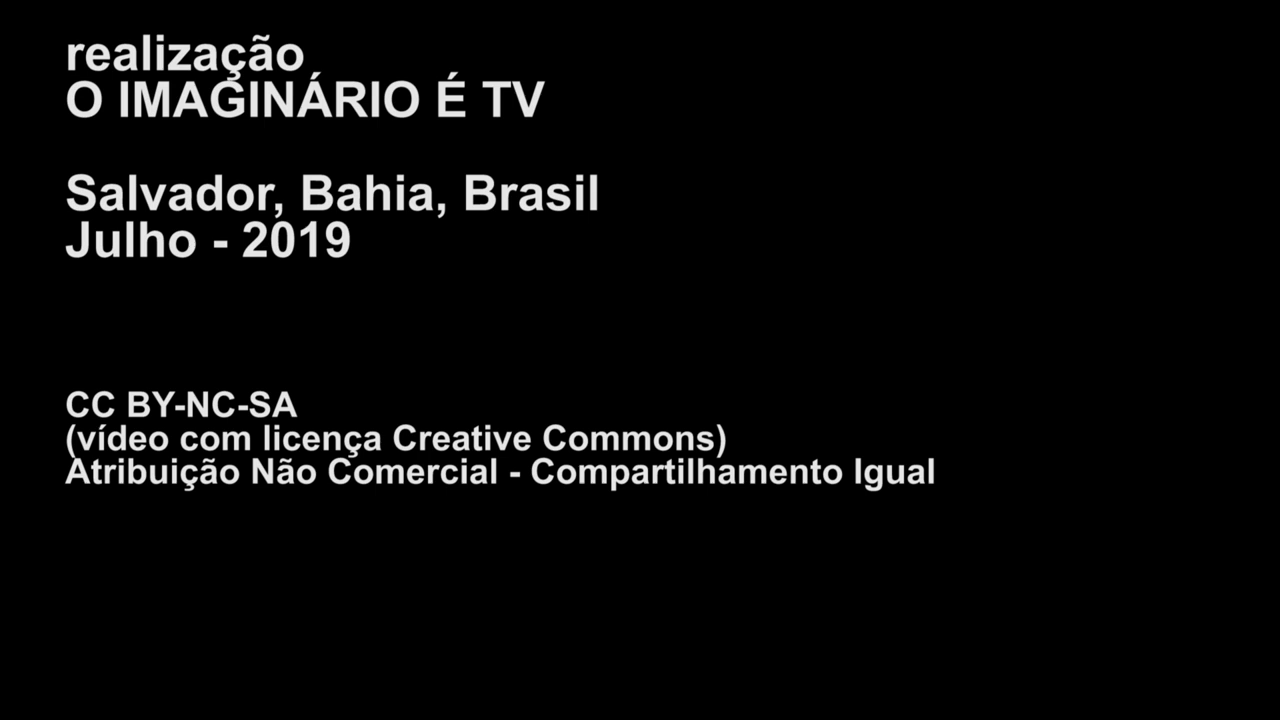 realização
O IMAGINÁRIO É TV
Salvador, Bahia, Brasil
Julho - 2019
CC BY-NC-SA
(vídeo com licença Creative Commons)
Atribuição Não Comercial - Compartilhamento Igual